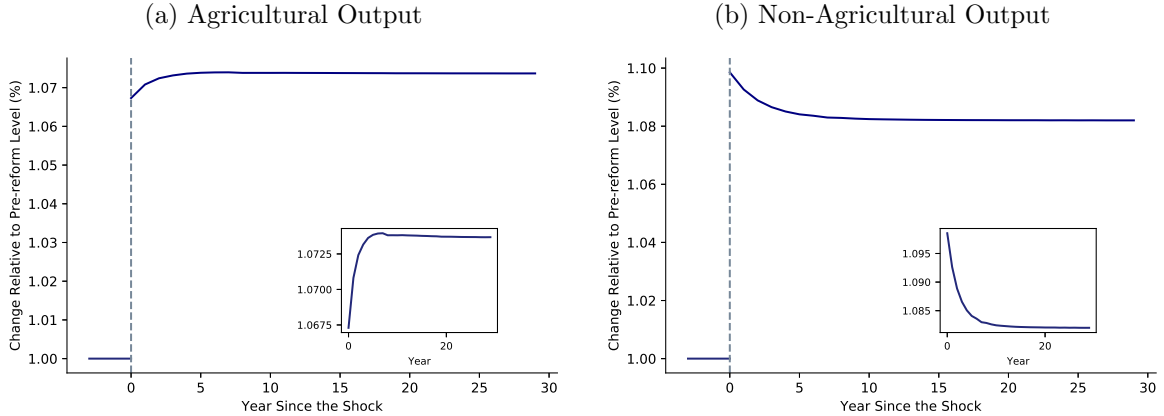 (a) Agricultural Output
Change Relative to Pre-reform Level (%)
1.07
1.06
1.05
1.04
1.03
1.02
1.01
1.00
0 5 10 15 20 25 30
Year Since the Shock
1.0725
1.0700
1.0675
0 20
Year
(b) Non-Agricultural Output
Change Relative to Pre-reform Level (%)
1.10
1.08
1.06
1.04
1.02
1.00
0 5 10 15 20 25 30
Year Since the Shock
1.095
1.090
1.085
0 20
Year